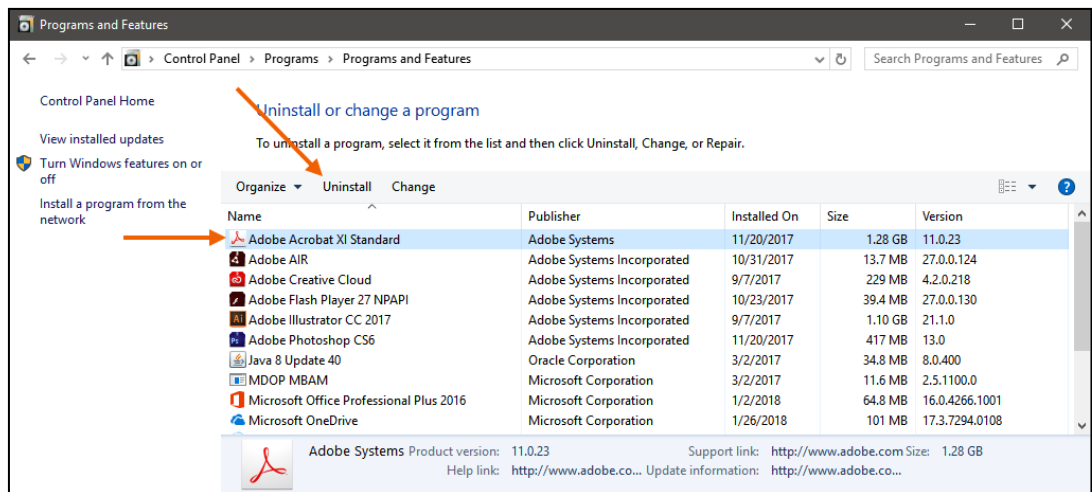 Programs and Features
Control Panel > Programs > Programs and Features
Search Programs and Features
Control Panel Home
View installed updates
Turn Windows features on or
off
Install a program from the
network
Uninstall or change a program
To uninstall a program, select it from the list and then click Uninstall, Change, or Repair.
Organize Uninstall Change
Name Publisher Installed On Size Version
Adobe Acrobat XI Standard Adobe Systems 11/20/2017 1.28 GB 11.0.23
Adobe AIR Adobe Systems Incorporated 10/31/2017 13.7 MB 27.0.0.124
Adobe Creative Cloud Adobe Systems Incorporated 9/7/2017 229 MB 4.2.0.218
Adobe Flash Player 27 NPAPI Adobe Systems Incorporated 10/23/2017 39.4 MB 27.0.0.130
Ai Adobe Illustrator CC 2017 Adobe Systems Incorporated 9/7/2017 1.10 GB 21.1.0
Ps Adobe Photoshop CS6 Adobe Systems Incorporated 11/20/2017 417 MB 13.0
Java 8 Update 40 Oracle Corporation 3/2/2017 34.8 MB 8.0.400
MDOP MBAM Microsoft Corporation 3/2/2017 11.6 MB 2.5.1100.0
Microsoft Office Professional Plus 2016 Microsoft Corporation 1/2/2018 64.8 MB 16.0.4266.1001
Microsoft OneDrive Microsoft Corporation 1/26/2018 101 MB 17.3.7294.0108
Adobe Systems Product version: 11.0.23 Support link: http://www.adobe.com Size: 1.28 GB
Help link: http://www.adobe.co... Update information: http://www.adobe.co...